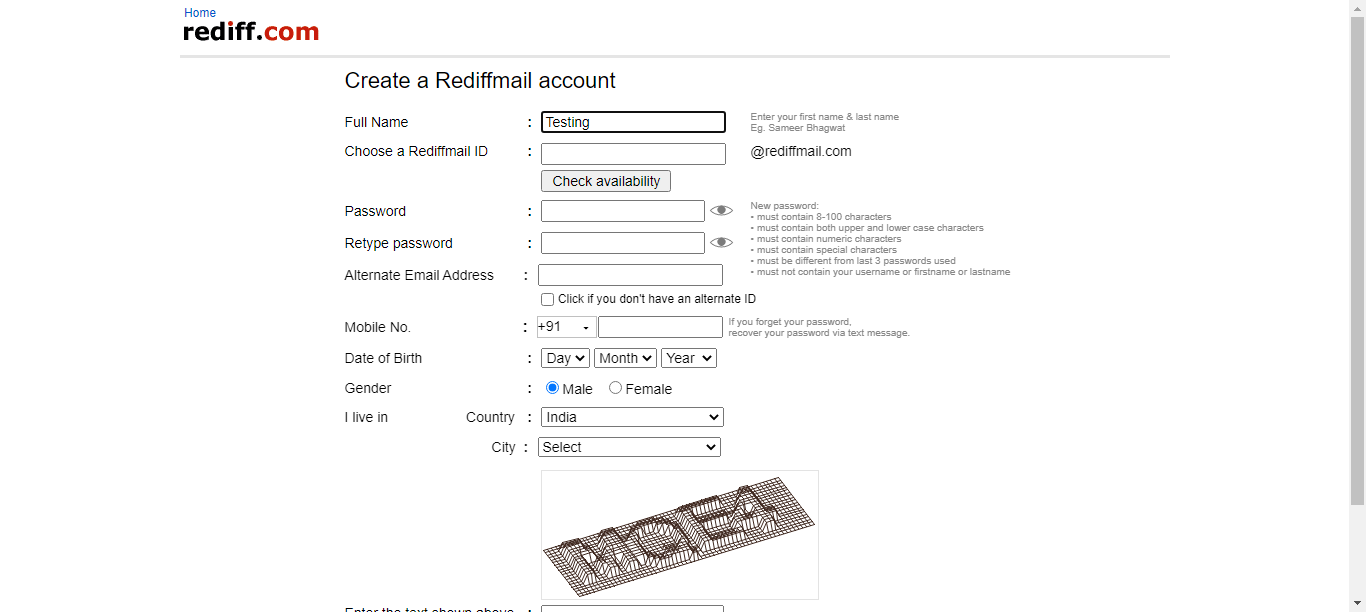 Home
rediff.com
Create a Rediffmail account
Full Name : Testing Enter your first name & last name
Eg. Sameer Bhagwat
Choose a Rediffmail ID : @rediffmail.com
Check availability
Password : New password:
• must contain 8-100 characters
• must contain both upper and lower case characters
Retype password : • must contain numeric characters
• must contain special characters
• must be different from last 3 passwords used
Alternate Email Address : • must not contain your username or firstname or lastname
Click if you don't have an alternate ID
Mobile No. : +91 If you forget your password,
recover your password via text message.
Date of Birth : Day Month Year
Gender : Male Female
I live in Country : India
City : Select
Enter the text shown above :